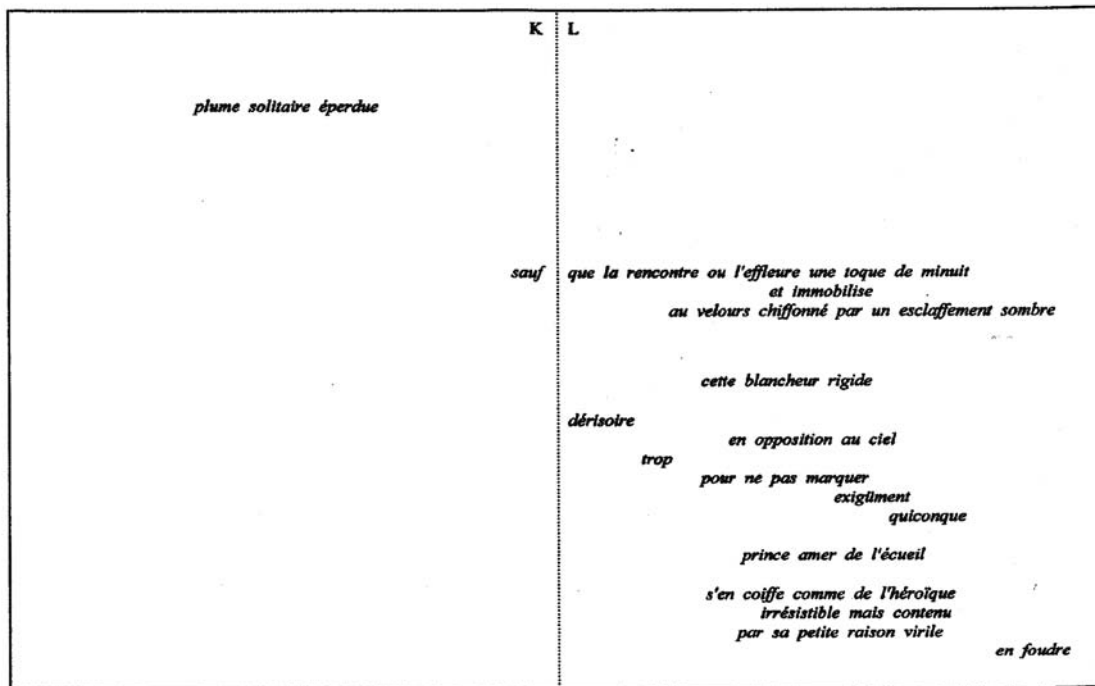 K L
plume solitaire éperdue
sauf que la rencontre ou l'effleure une toque de minuit
et immobilise
au velours chiffonné par un esclaffement sombre
cette blancheur rigide
dérisoire
en opposition au ciel
trop
pour ne pas marquer
exigüment
quiconque
prince amer de l'écueil
s'en coiffe comme de l'héroïque
irrésistible mais contenu
par sa petite raison virile
en foudre